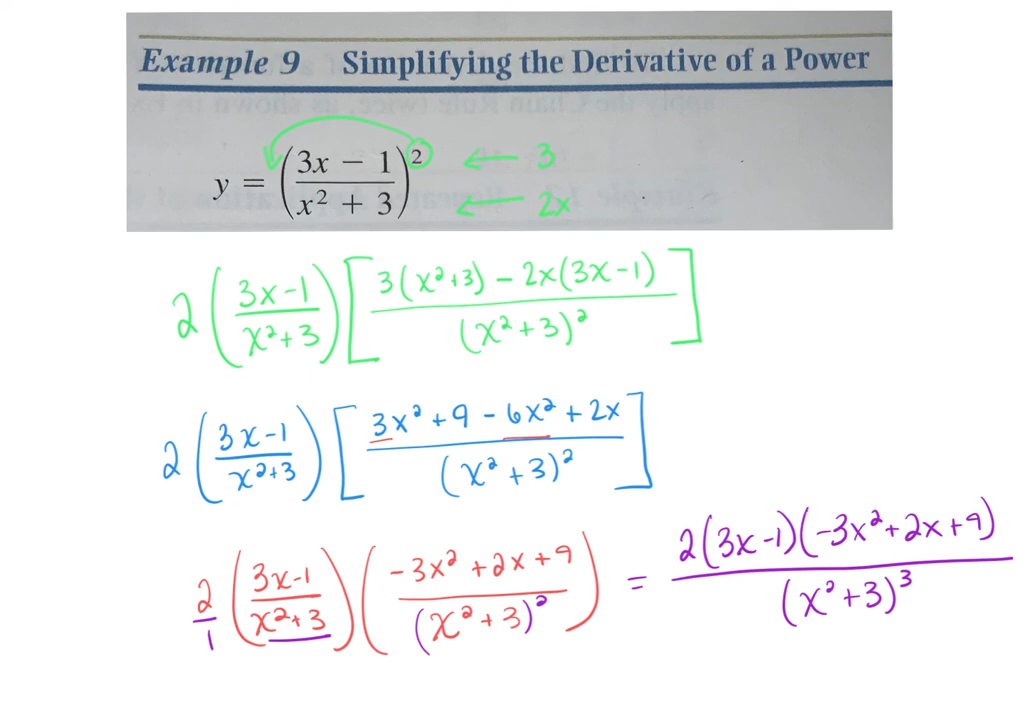 Example 9 Simplifying the Derivative of a Power
y = ((3x − 1)/(x² + 3))² ← 3
← 2x
2((3x-1)/(x²+3))[(3(x²+3) - 2x(3x-1))/((x²+3)²)]
2((3x-1)/(x²+3))[(3x²+9-6x²+2x)/((x²+3)²)]
2/1((3x-1)/(x²+3))((-3x²+2x+9)/((x²+3)²)) = (2(3x-1)(-3x²+2x+9))/((x²+3)³)